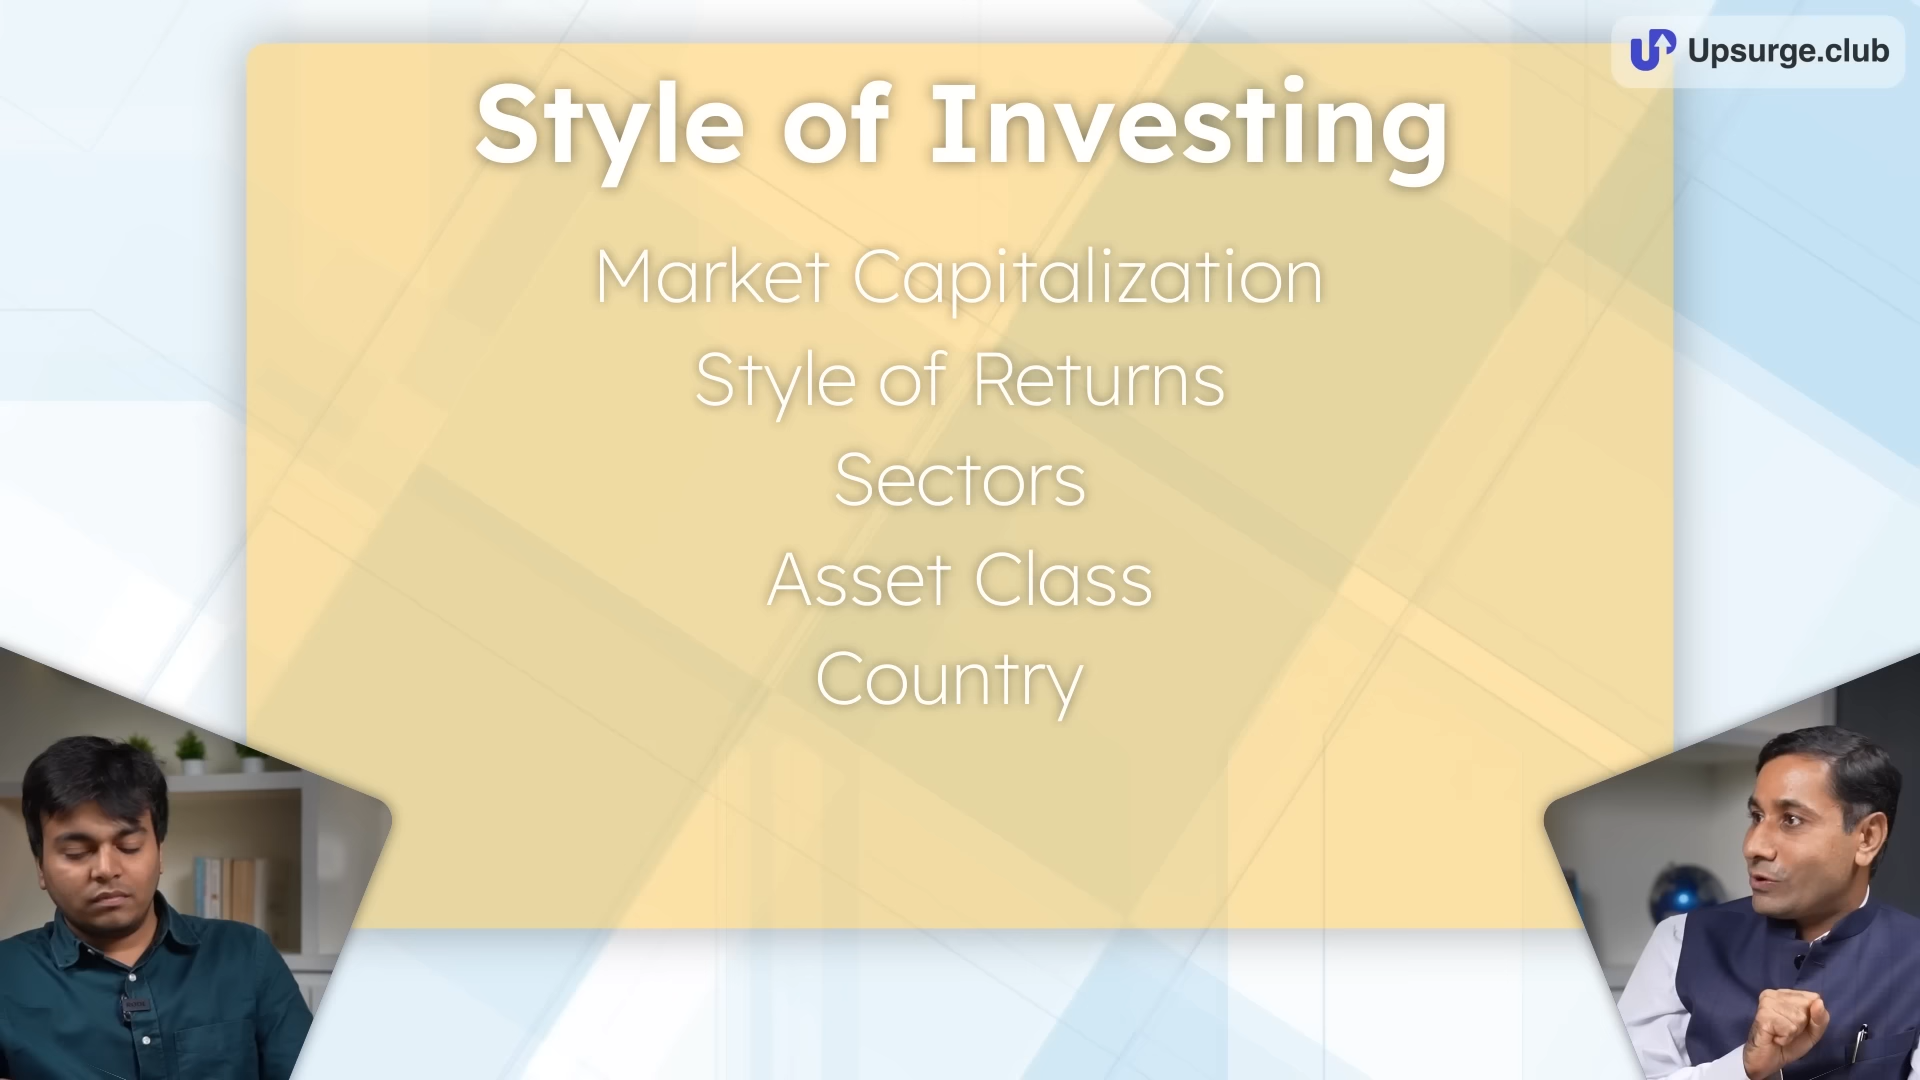 Upsurge.club
Style of Investing
Market Capitalization
Style of Returns
Sectors
Asset Class
Country